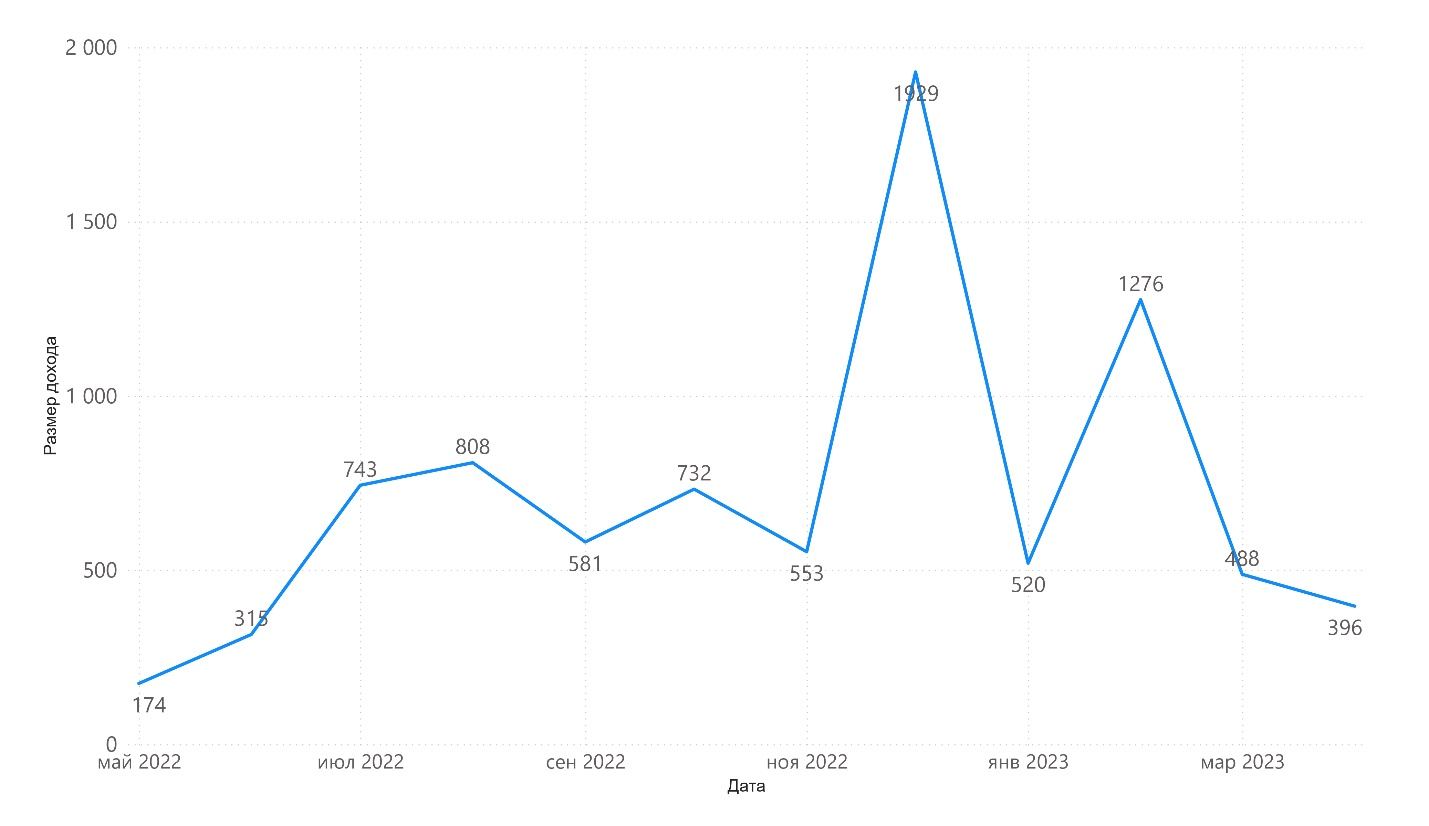 2 000
1 500
1 000
500
0
Размер дохода
174
315
743
808
581
732
553
1929
520
1276
488
396
май 2022
июл 2022
сен 2022
ноя 2022
янв 2023
мар 2023
Дата